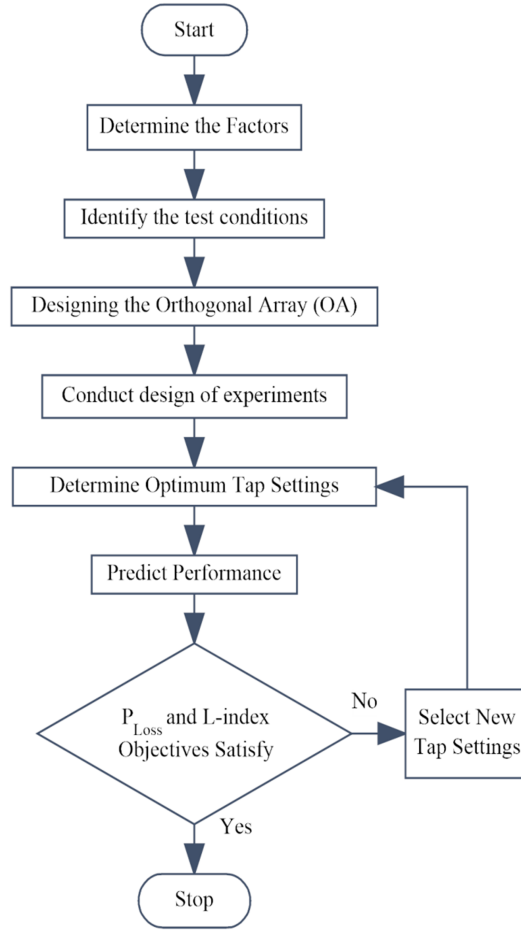 Start
Determine the Factors
Identify the test conditions
Designing the Orthogonal Array (OA)
Conduct design of experiments
Determine Optimum Tap Settings
Predict Performance
P_Loss and L-index
Objectives Satisfy
No
Select New
Tap Settings
Yes
Stop